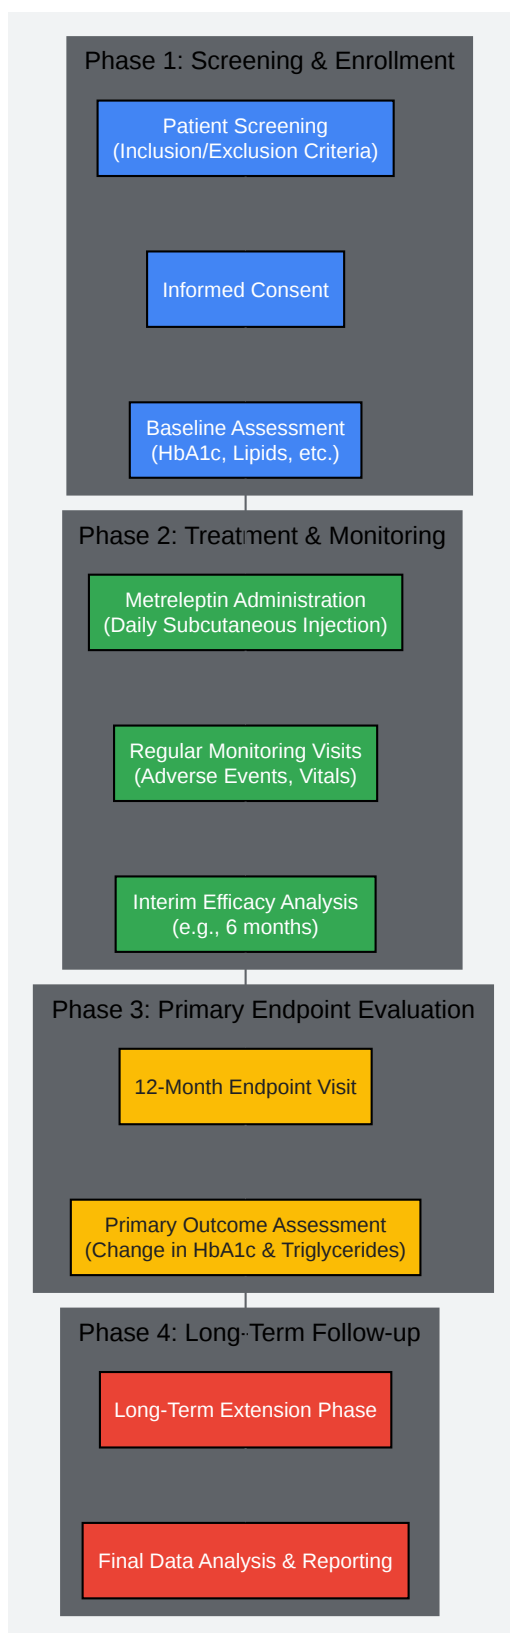 Phase 1: Screening & Enrollment
Patient Screening
(Inclusion/Exclusion Criteria)
Informed Consent
Baseline Assessment
(HbA1c, Lipids, etc.)
Phase 2: Treatment & Monitoring
Metreleptin Administration
(Daily Subcutaneous Injection)
Regular Monitoring Visits
(Adverse Events, Vitals)
Interim Efficacy Analysis
(e.g., 6 months)
Phase 3: Primary Endpoint Evaluation
12-Month Endpoint Visit
Primary Outcome Assessment
(Change in HbA1c & Triglycerides)
Phase 4: Long-Term Follow-up
Long-Term Extension Phase
Final Data Analysis & Reporting